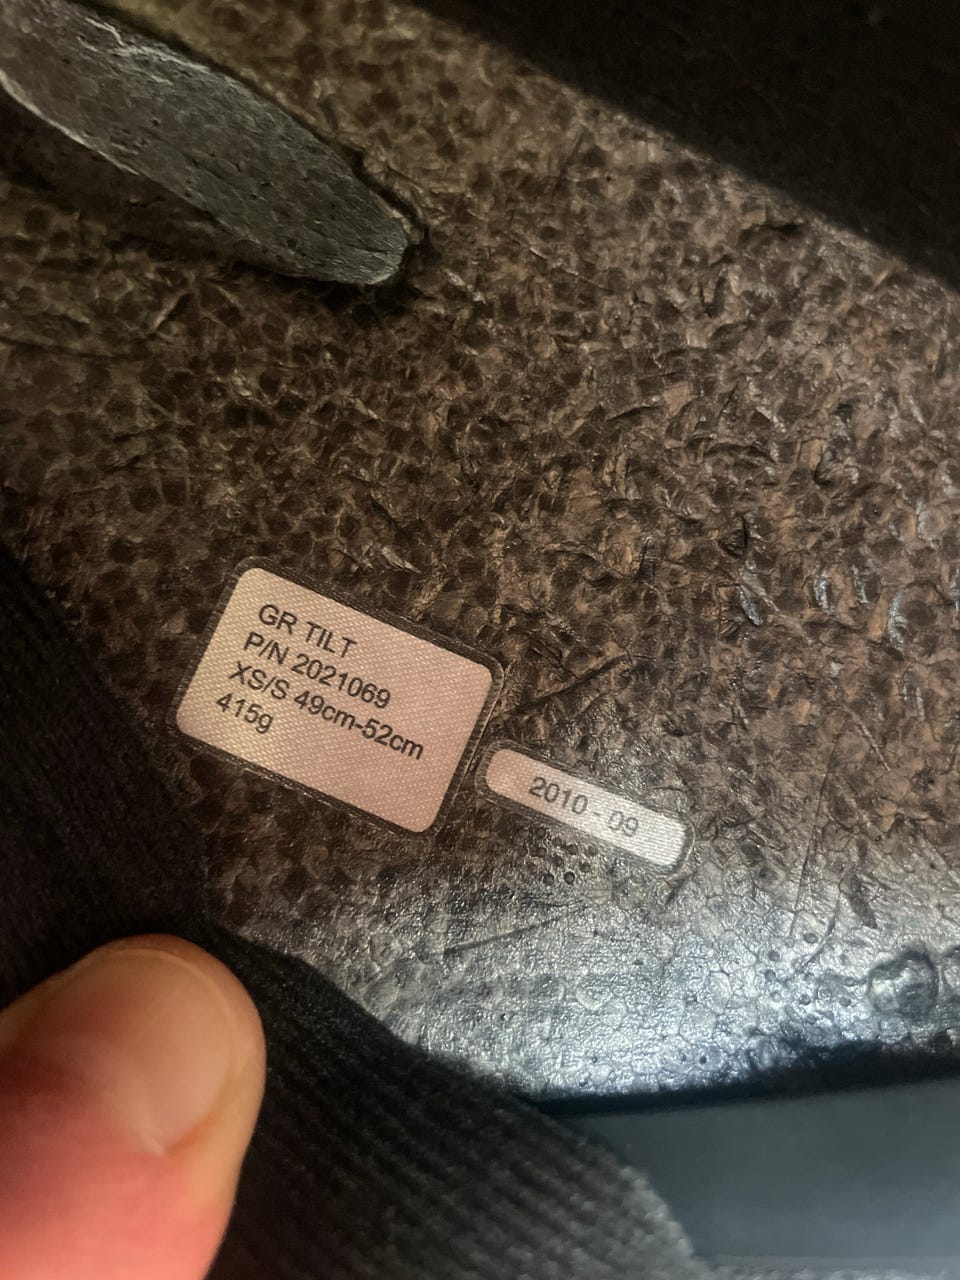 GR TILT
P/N 2021069
XS/S 49cm-52cm
415g
2010 - 09